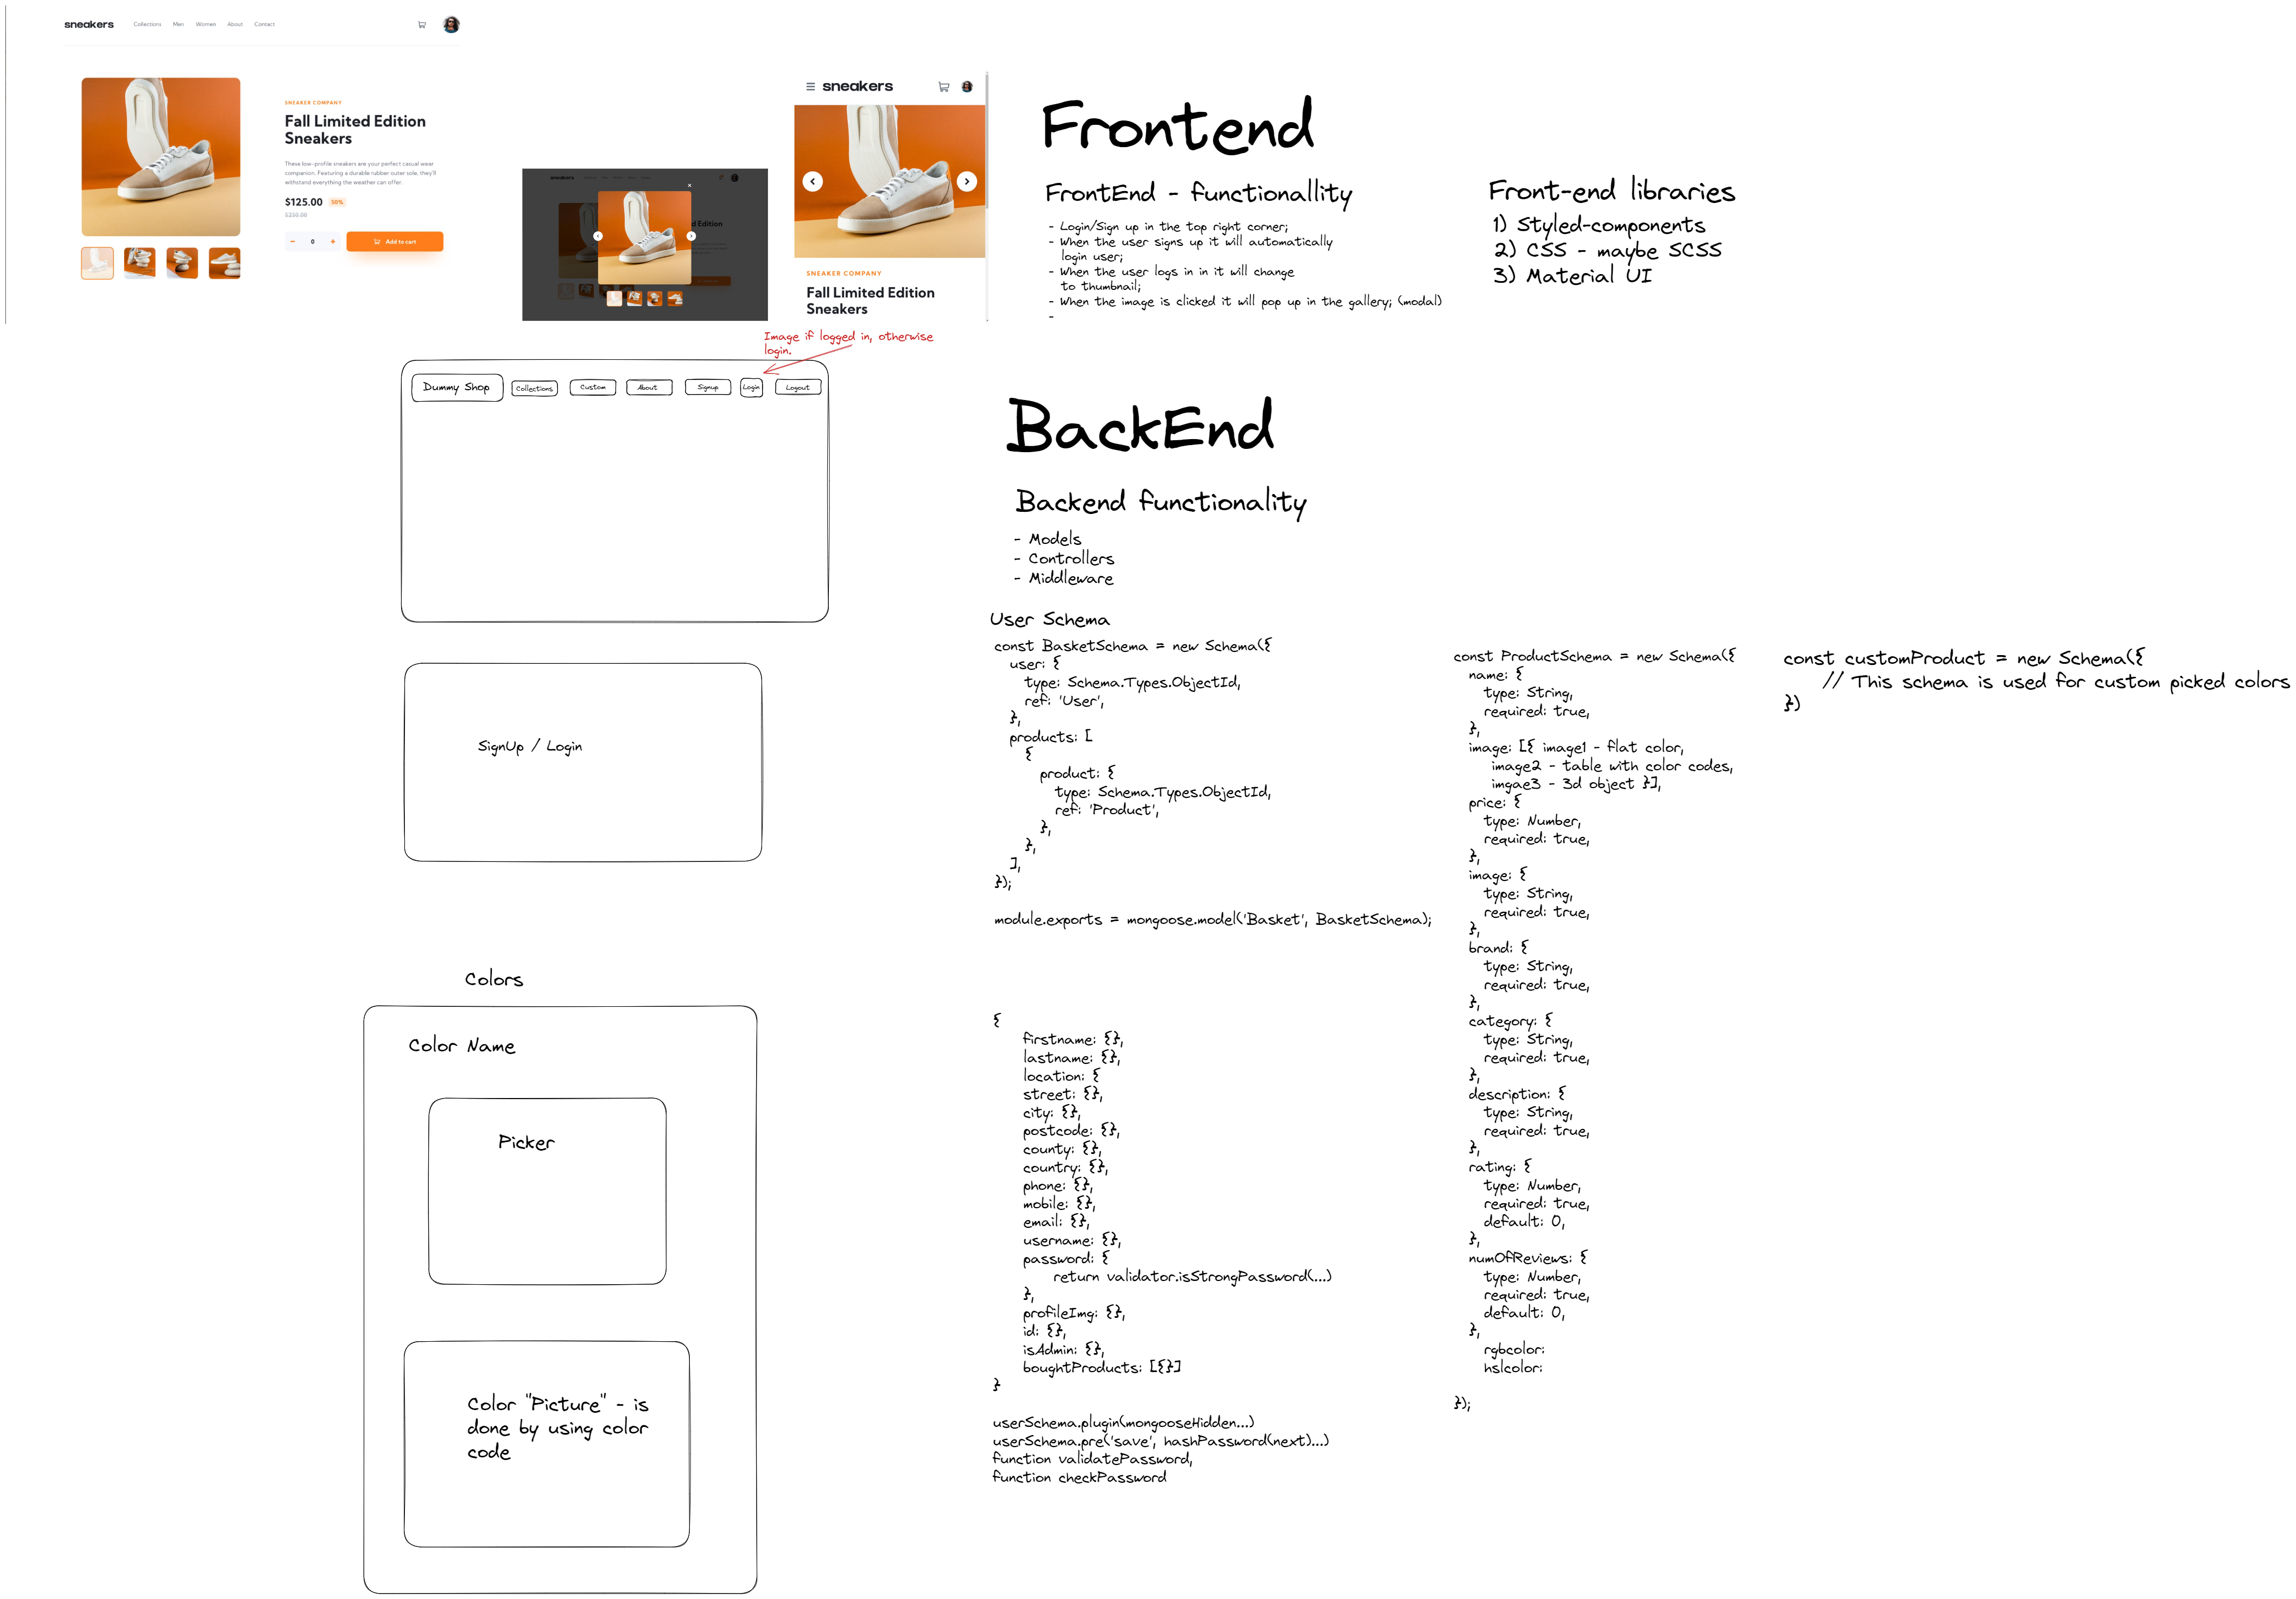 sneakers
Collections Men Women About Contact
SNEAKER COMPANY
Fall Limited Edition
Sneakers
These low-profile sneakers are your perfect casual wear
companion. Featuring a durable rubber outer sole, they'll
withstand everything the weather can offer.
$125.00 50%
$250.00
− 0 + Add to cart
sneakers
d Edition
sneakers
SNEAKER COMPANY
Fall Limited Edition
Sneakers
Frontend
FrontEnd - functionallity
- Login/Sign up in the top right corner;
- When the user signs up it will automatically
login user;
- When the user logs in in it will change
to thumbnail;
- When the image is clicked it will pop up in the gallery; (modal)
-
Front-end libraries
1) Styled-components
2) CSS - maybe SCSS
3) Material UI
Image if logged in, otherwise
login.
Dummy Shop Collections Custom About Signup Login Logout
SignUp / Login
Colors
Color Name
Picker
Color "Picture" - is
done by using color
code
BackEnd
Backend functionality
- Models
- Controllers
- Middleware
User Schema
const BasketSchema = new Schema({
user: {
type: Schema.Types.ObjectId,
ref: 'User',
},
products: [
{
product: {
type: Schema.Types.ObjectId,
ref: 'Product',
},
},
],
});
module.exports = mongoose.model('Basket', BasketSchema);
{
firstname: {},
lastname: {},
location: {
street: {},
city: {},
postcode: {},
county: {},
country: {},
phone: {},
mobile: {},
email: {},
username: {},
password: {
return validator.isStrongPassword(...)
},
profileImg: {},
id: {},
isAdmin: {},
boughtProducts: [{}]
}
userSchema.plugin(mongooseHidden...)
userSchema.pre('save', hashPassword(next)...)
function validatePassword,
function checkPassword
const ProductSchema = new Schema({
name: {
type: String,
required: true,
},
image: [{ image1 - flat color,
image2 - table with color codes,
imgae3 - 3d object }],
price: {
type: Number,
required: true,
},
image: {
type: String,
required: true,
},
brand: {
type: String,
required: true,
},
category: {
type: String,
required: true,
},
description: {
type: String,
required: true,
},
rating: {
type: Number,
required: true,
default: 0,
},
numOfReviews: {
type: Number,
required: true,
default: 0,
},
rgbcolor:
hslcolor:
});
const customProduct = new Schema({
// This schema is used for custom picked colors
})